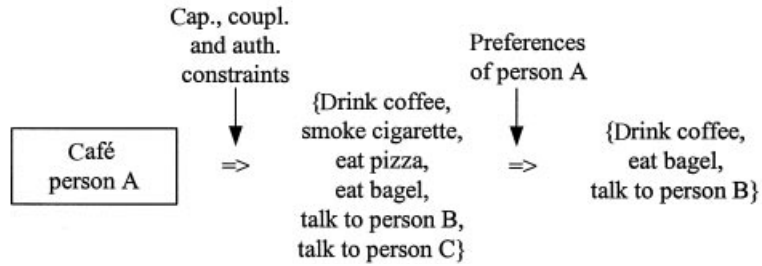 Café
person A
Cap., coupl.
and auth.
constraints
=>
{Drink coffee,
smoke cigarette,
eat pizza,
eat bagel,
talk to person B,
talk to person C}
Preferences
of person A
=>
{Drink coffee,
eat bagel,
talk to person B}